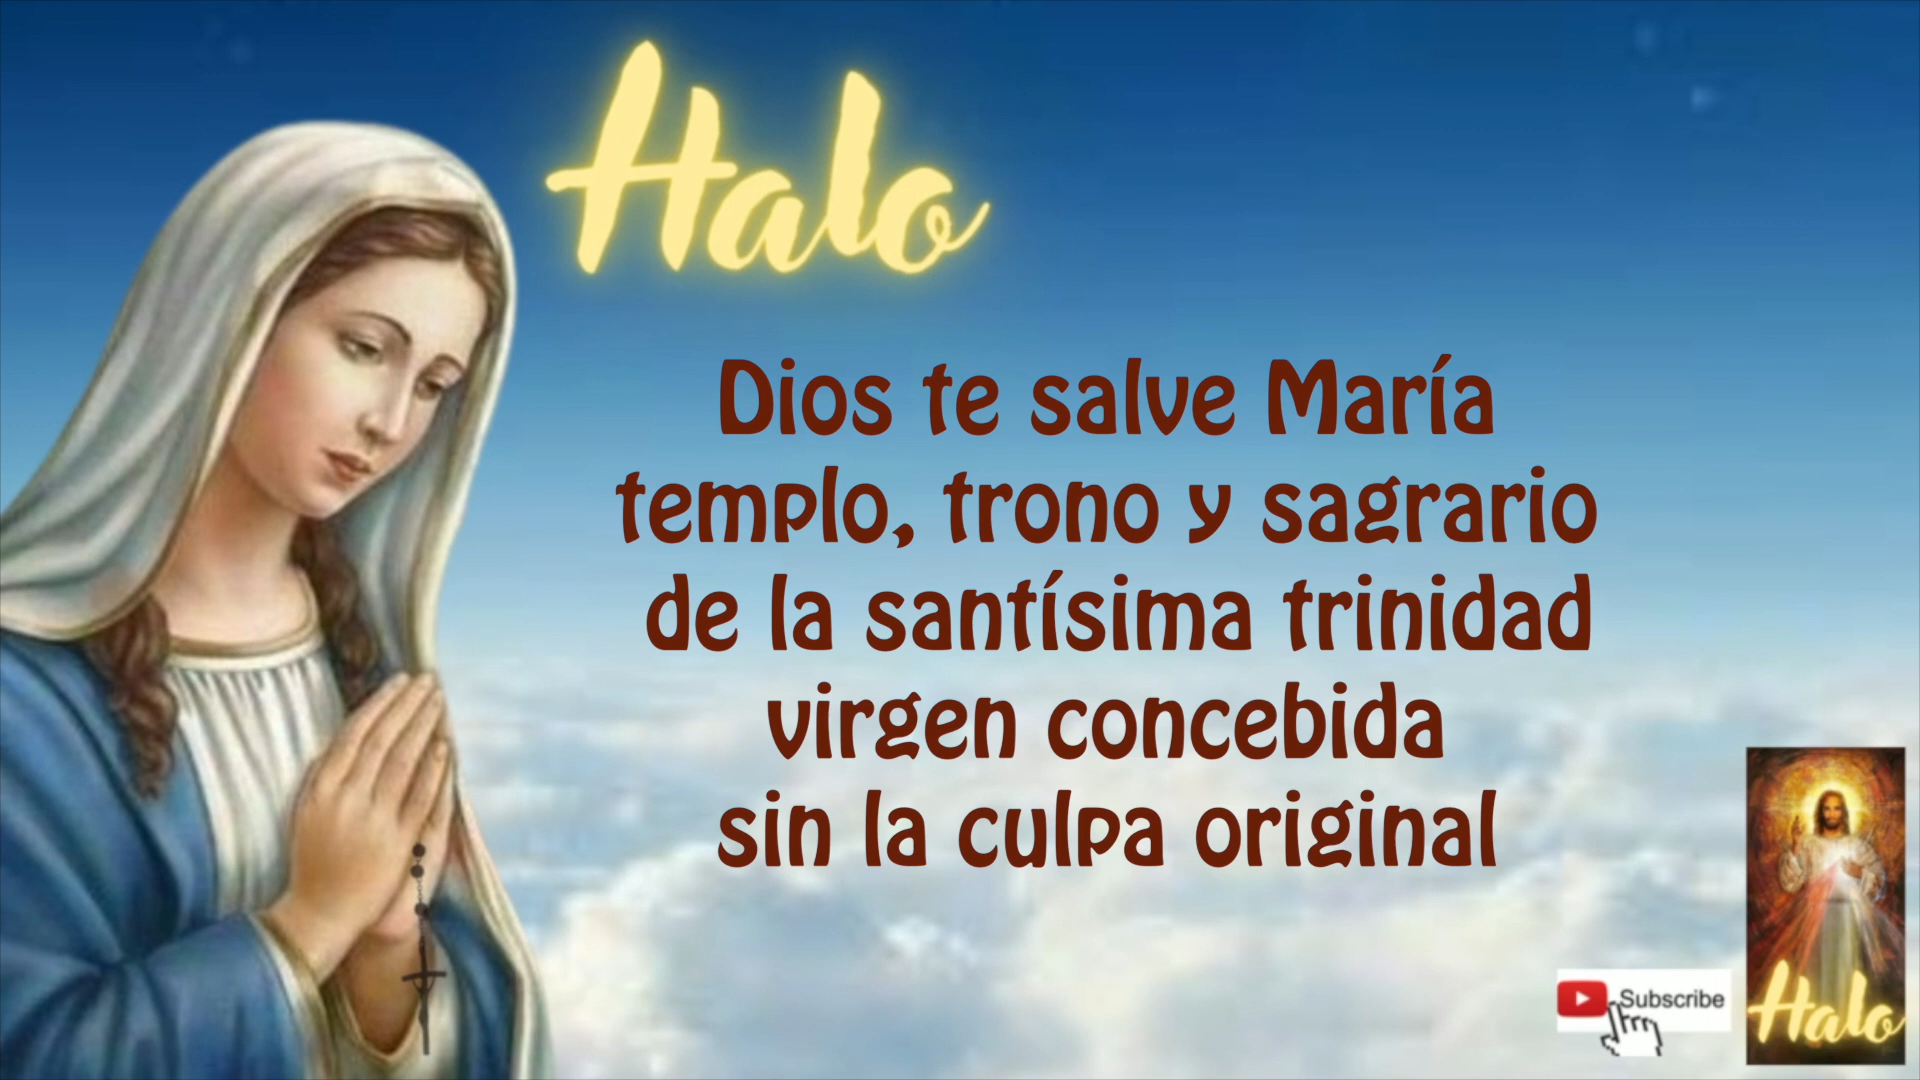 Halo
Dios te salve María
templo, trono y sagrario
de la santísima trinidad
virgen concebida
sin la culpa original
Subscribe
Halo